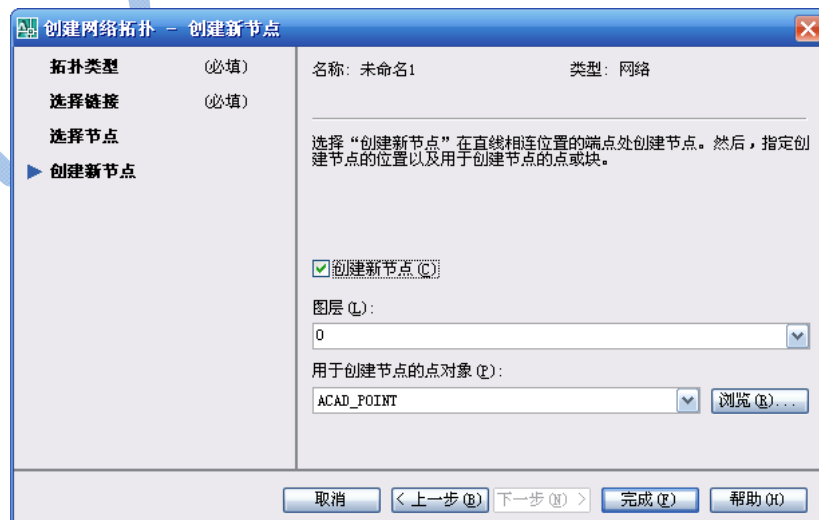 创建网络拓扑 - 创建新节点
拓扑类型 (必填)
选择链接 (必填)
选择节点
创建新节点
名称: 未命名1 类型: 网络
选择“创建新节点”在直线相连位置的端点处创建节点。然后，指定创
建节点的位置以及用于创建节点的点或块。
创建新节点(C)
图层(L):
0
用于创建节点的点对象(P):
ACAD_POINT 浏览(R)...
取消 < 上一步(B) 下一步(N) > 完成(F) 帮助(H)